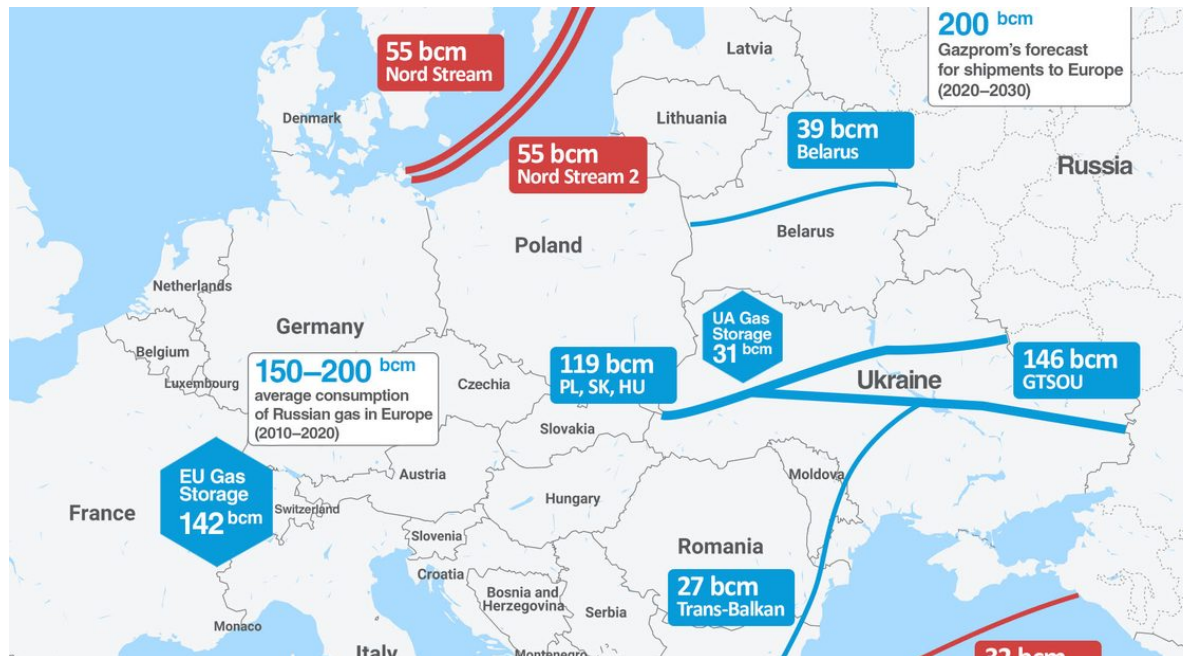 200 bcm
Gazprom's forecast
for shipments to Europe
(2020–2030)
55 bcm
Nord Stream
Latvia
Denmark
Lithuania
39 bcm
Belarus
55 bcm
Nord Stream 2
Russia
Belarus
Poland
Netherlands
UA Gas
Storage
31 bcm
Germany
Belgium
119 bcm
PL, SK, HU
146 bcm
GTSOU
Ukraine
Luxembourg
150–200 bcm
average consumption
of Russian gas in Europe
(2010–2020)
Czechia
Slovakia
EU Gas
Storage
142 bcm
Austria
Moldova
Switzerland
Hungary
France
Slovenia
Romania
Croatia
27 bcm
Trans-Balkan
Bosnia and
Herzegovina
Serbia
Monaco
Italy
Montenegro
32 bcm